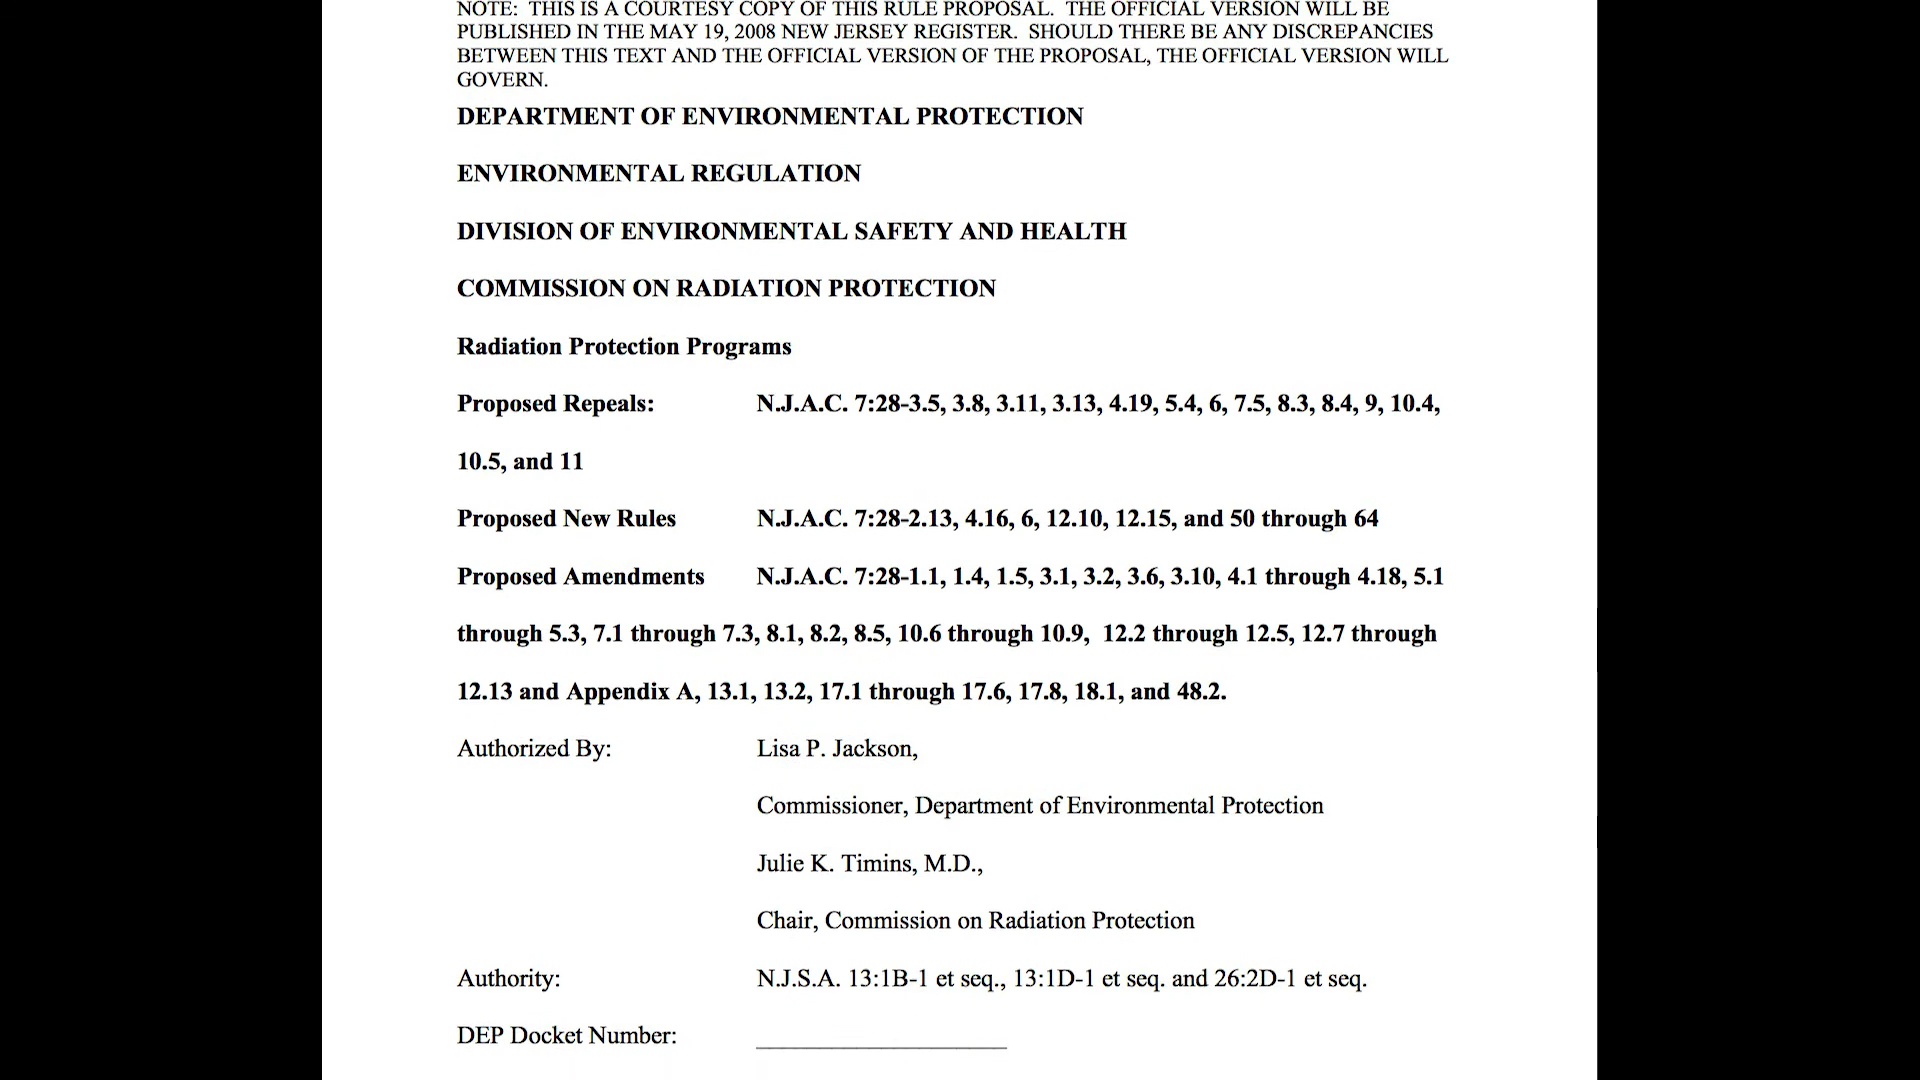 NOTE:  THIS IS A COURTESY COPY OF THIS RULE PROPOSAL.  THE OFFICIAL VERSION WILL BE
PUBLISHED IN THE MAY 19, 2008 NEW JERSEY REGISTER.  SHOULD THERE BE ANY DISCREPANCIES
BETWEEN THIS TEXT AND THE OFFICIAL VERSION OF THE PROPOSAL, THE OFFICIAL VERSION WILL
GOVERN.
DEPARTMENT OF ENVIRONMENTAL PROTECTION
ENVIRONMENTAL REGULATION
DIVISION OF ENVIRONMENTAL SAFETY AND HEALTH
COMMISSION ON RADIATION PROTECTION
Radiation Protection Programs
Proposed Repeals: N.J.A.C. 7:28-3.5, 3.8, 3.11, 3.13, 4.19, 5.4, 6, 7.5, 8.3, 8.4, 9, 10.4,
10.5, and 11
Proposed New Rules N.J.A.C. 7:28-2.13, 4.16, 6, 12.10, 12.15, and 50 through 64
Proposed Amendments N.J.A.C. 7:28-1.1, 1.4, 1.5, 3.1, 3.2, 3.6, 3.10, 4.1 through 4.18, 5.1
through 5.3, 7.1 through 7.3, 8.1, 8.2, 8.5, 10.6 through 10.9,  12.2 through 12.5, 12.7 through
12.13 and Appendix A, 13.1, 13.2, 17.1 through 17.6, 17.8, 18.1, and 48.2.
Authorized By: Lisa P. Jackson,
Commissioner, Department of Environmental Protection
Julie K. Timins, M.D.,
Chair, Commission on Radiation Protection
Authority: N.J.S.A. 13:1B-1 et seq., 13:1D-1 et seq. and 26:2D-1 et seq.
DEP Docket Number: ____________________